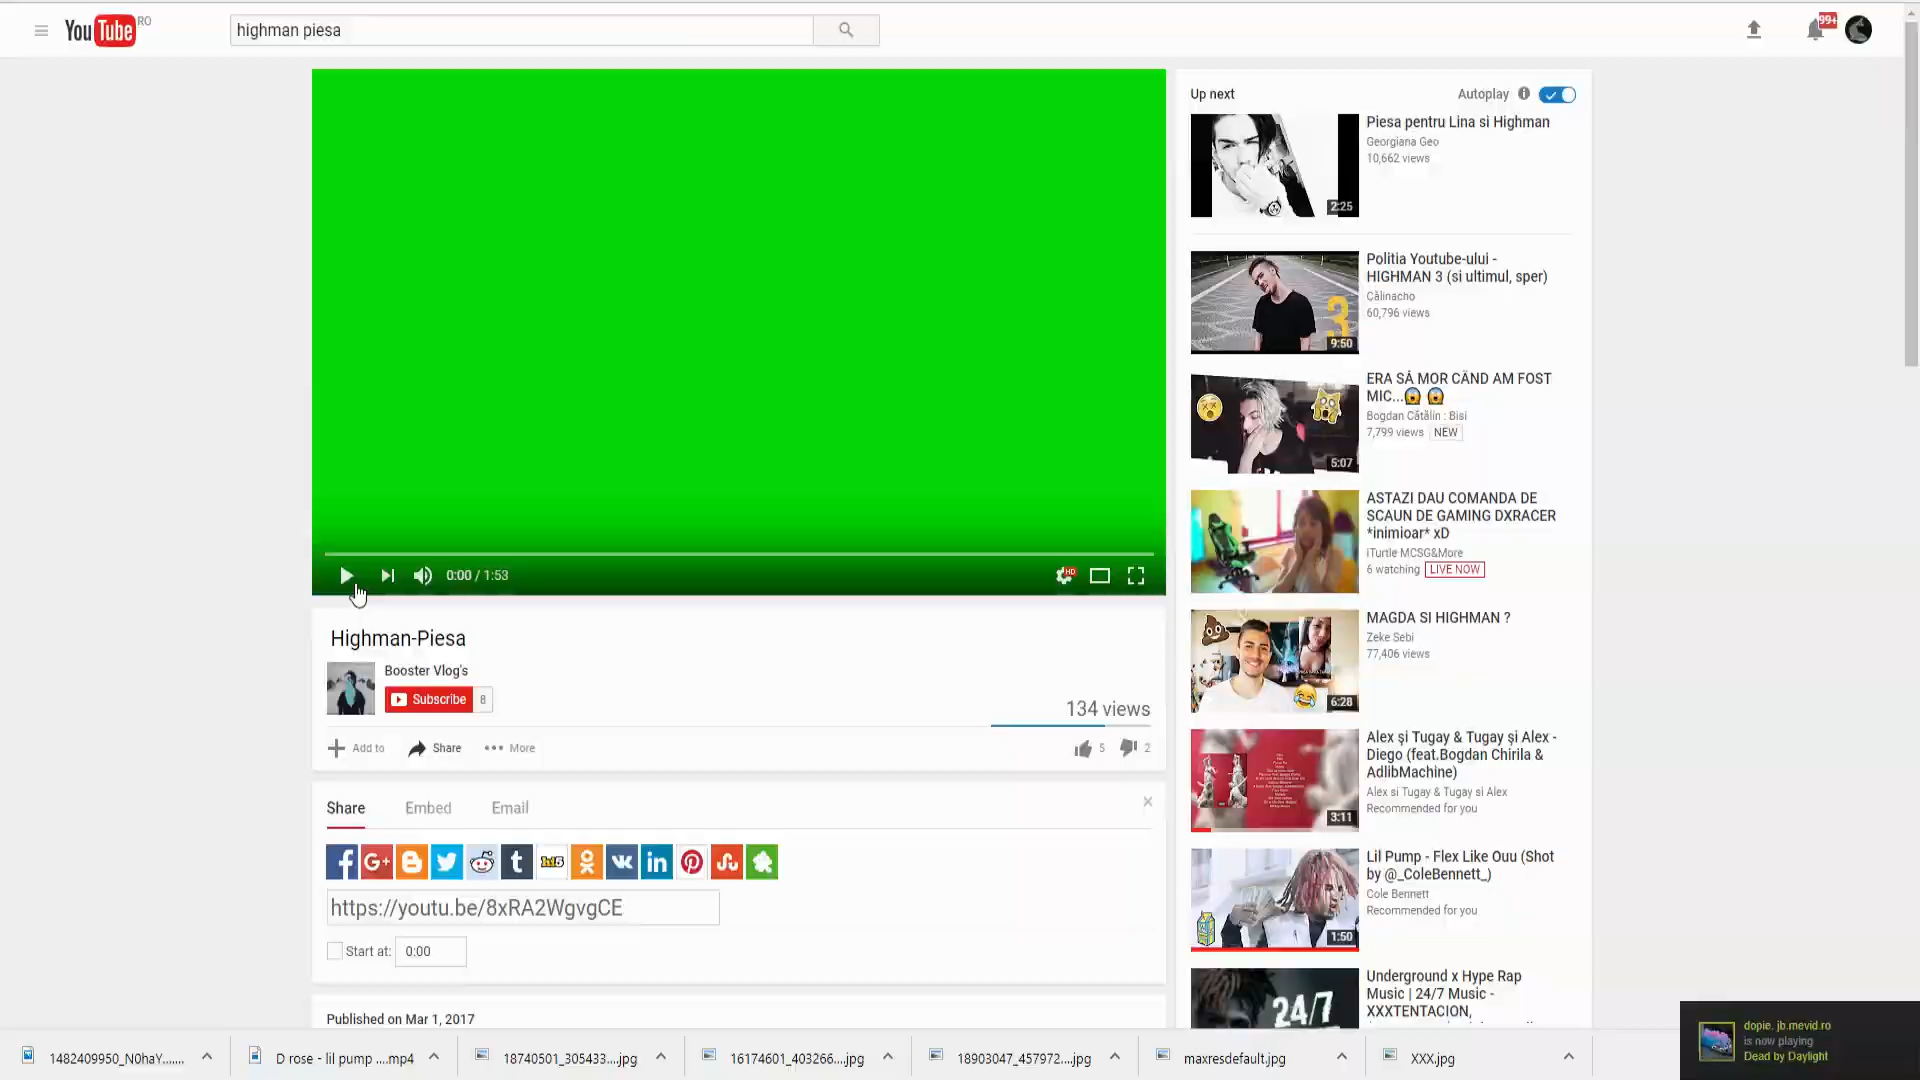 YouTube RO
highman piesa
99+
Up next
Autoplay
Piesa pentru Lina si Highman
Georgiana Geo
10,662 views
2:25
Politia Youtube-ului -
HIGHMAN 3 (si ultimul, sper)
Călinacho
60,796 views
3
9:50
ERA SĂ MOR CÂND AM FOST
MIC...😱 😱
Bogdan Cătălin : Bisi
7,799 views NEW
5:07
ASTAZI DAU COMANDA DE
SCAUN DE GAMING DXRACER
*inimioar* xD
iTurtle MCSG&More
6 watching LIVE NOW
MAGDA SI HIGHMAN ?
Zeke Sebi
77,406 views
6:28
Alex și Tugay & Tugay și Alex -
Diego (feat.Bogdan Chirila &
AdlibMachine)
Alex si Tugay & Tugay si Alex
Recommended for you
3:11
Lil Pump - Flex Like Ouu (Shot
by @_ColeBennett_)
Cole Bennett
Recommended for you
1:50
Underground x Hype Rap
Music | 24/7 Music -
XXXTENTACION,
24/7
0:00 / 1:53
HD
Highman-Piesa
Booster Vlog's
Subscribe 8
134 views
Add to Share More
5 2
Share Embed Email
https://youtu.be/8xRA2WgvgCE
Start at: 0:00
Published on Mar 1, 2017
1482409950_N0haY......
D rose - lil pump ....mp4
18740501_305433....jpg
16174601_403266....jpg
18903047_457972....jpg
maxresdefault.jpg
XXX.jpg
dopie. jb.mevid.ro
is now playing
Dead by Daylight